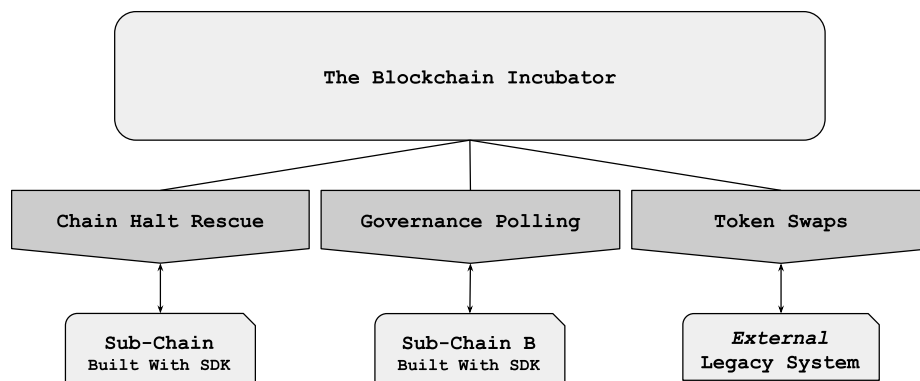 The Blockchain Incubator
Chain Halt Rescue
Governance Polling
Token Swaps
Sub-Chain
Built With SDK
Sub-Chain B
Built With SDK
External
Legacy System